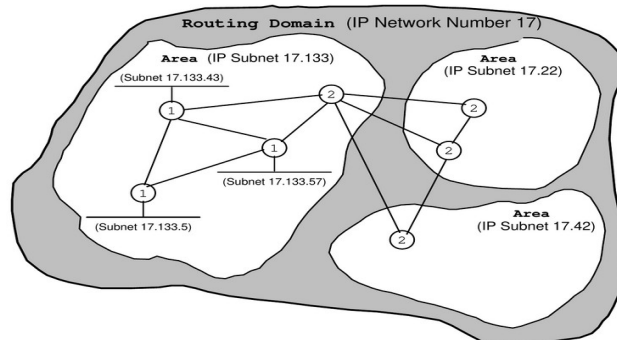 Routing Domain (IP Network Number 17)
Area (IP Subnet 17.133)
(Subnet 17.133.43)
Area
(IP Subnet 17.22)
2
2
1
1
2
(Subnet 17.133.57)
1
(Subnet 17.133.5)
Area
(IP Subnet 17.42)
2